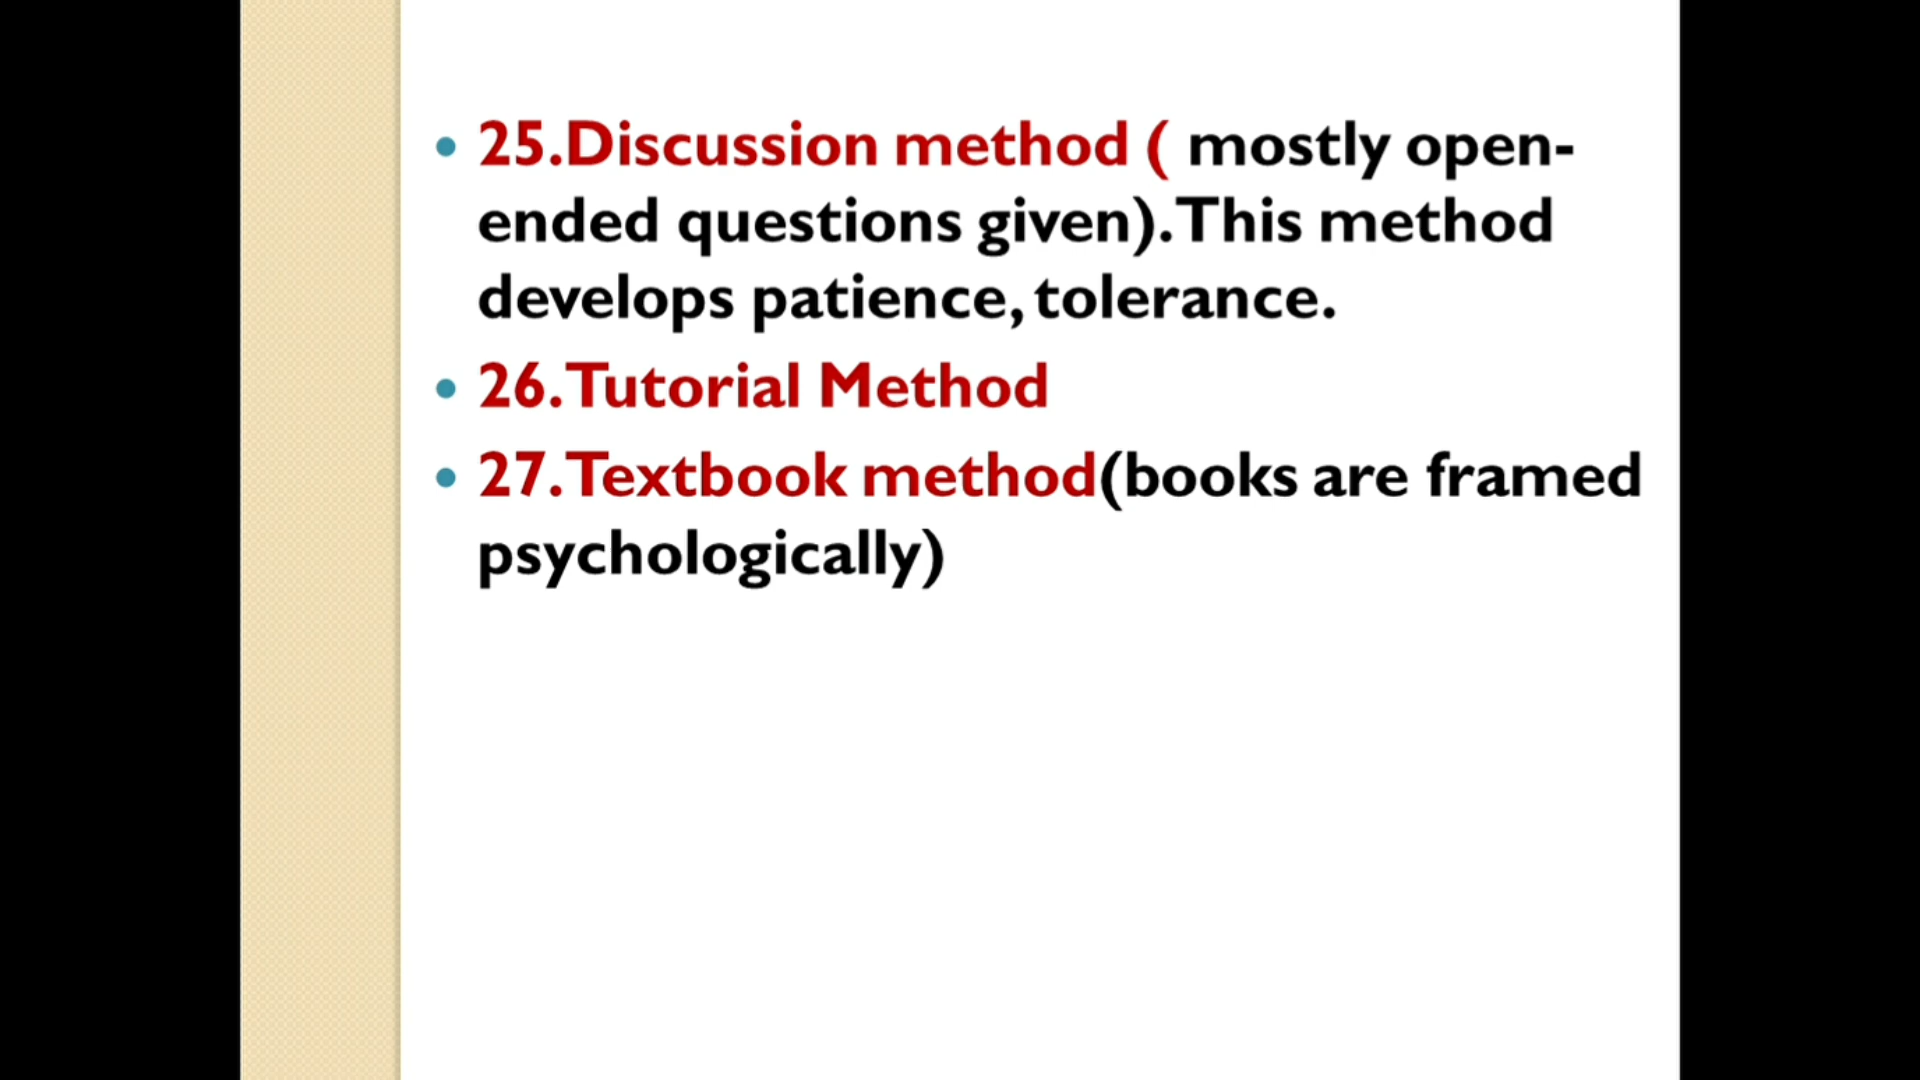 • 25.Discussion method ( mostly open-
ended questions given).This method
develops patience, tolerance.
• 26.Tutorial Method
• 27.Textbook method(books are framed
psychologically)